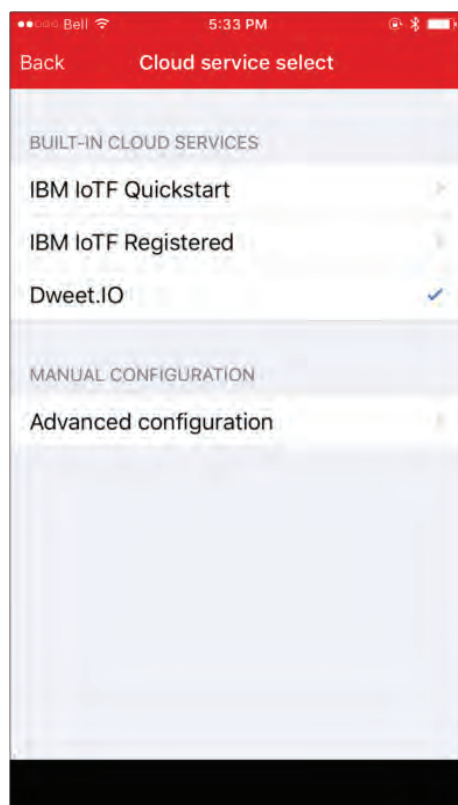 Bell 5:33 PM
Back Cloud service select
BUILT-IN CLOUD SERVICES
IBM IoTF Quickstart
IBM IoTF Registered
Dweet.IO
MANUAL CONFIGURATION
Advanced configuration